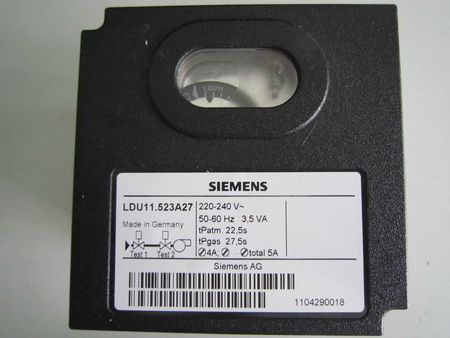 LDU11
SIEMENS
LDU11.523A27
220-240 V~
Made in Germany
50-60 Hz 3,5 VA
tPatm. 22,5s
tPgas 27,5s
Test 1 Test 2
4A; total 5A
Siemens AG
1104290018